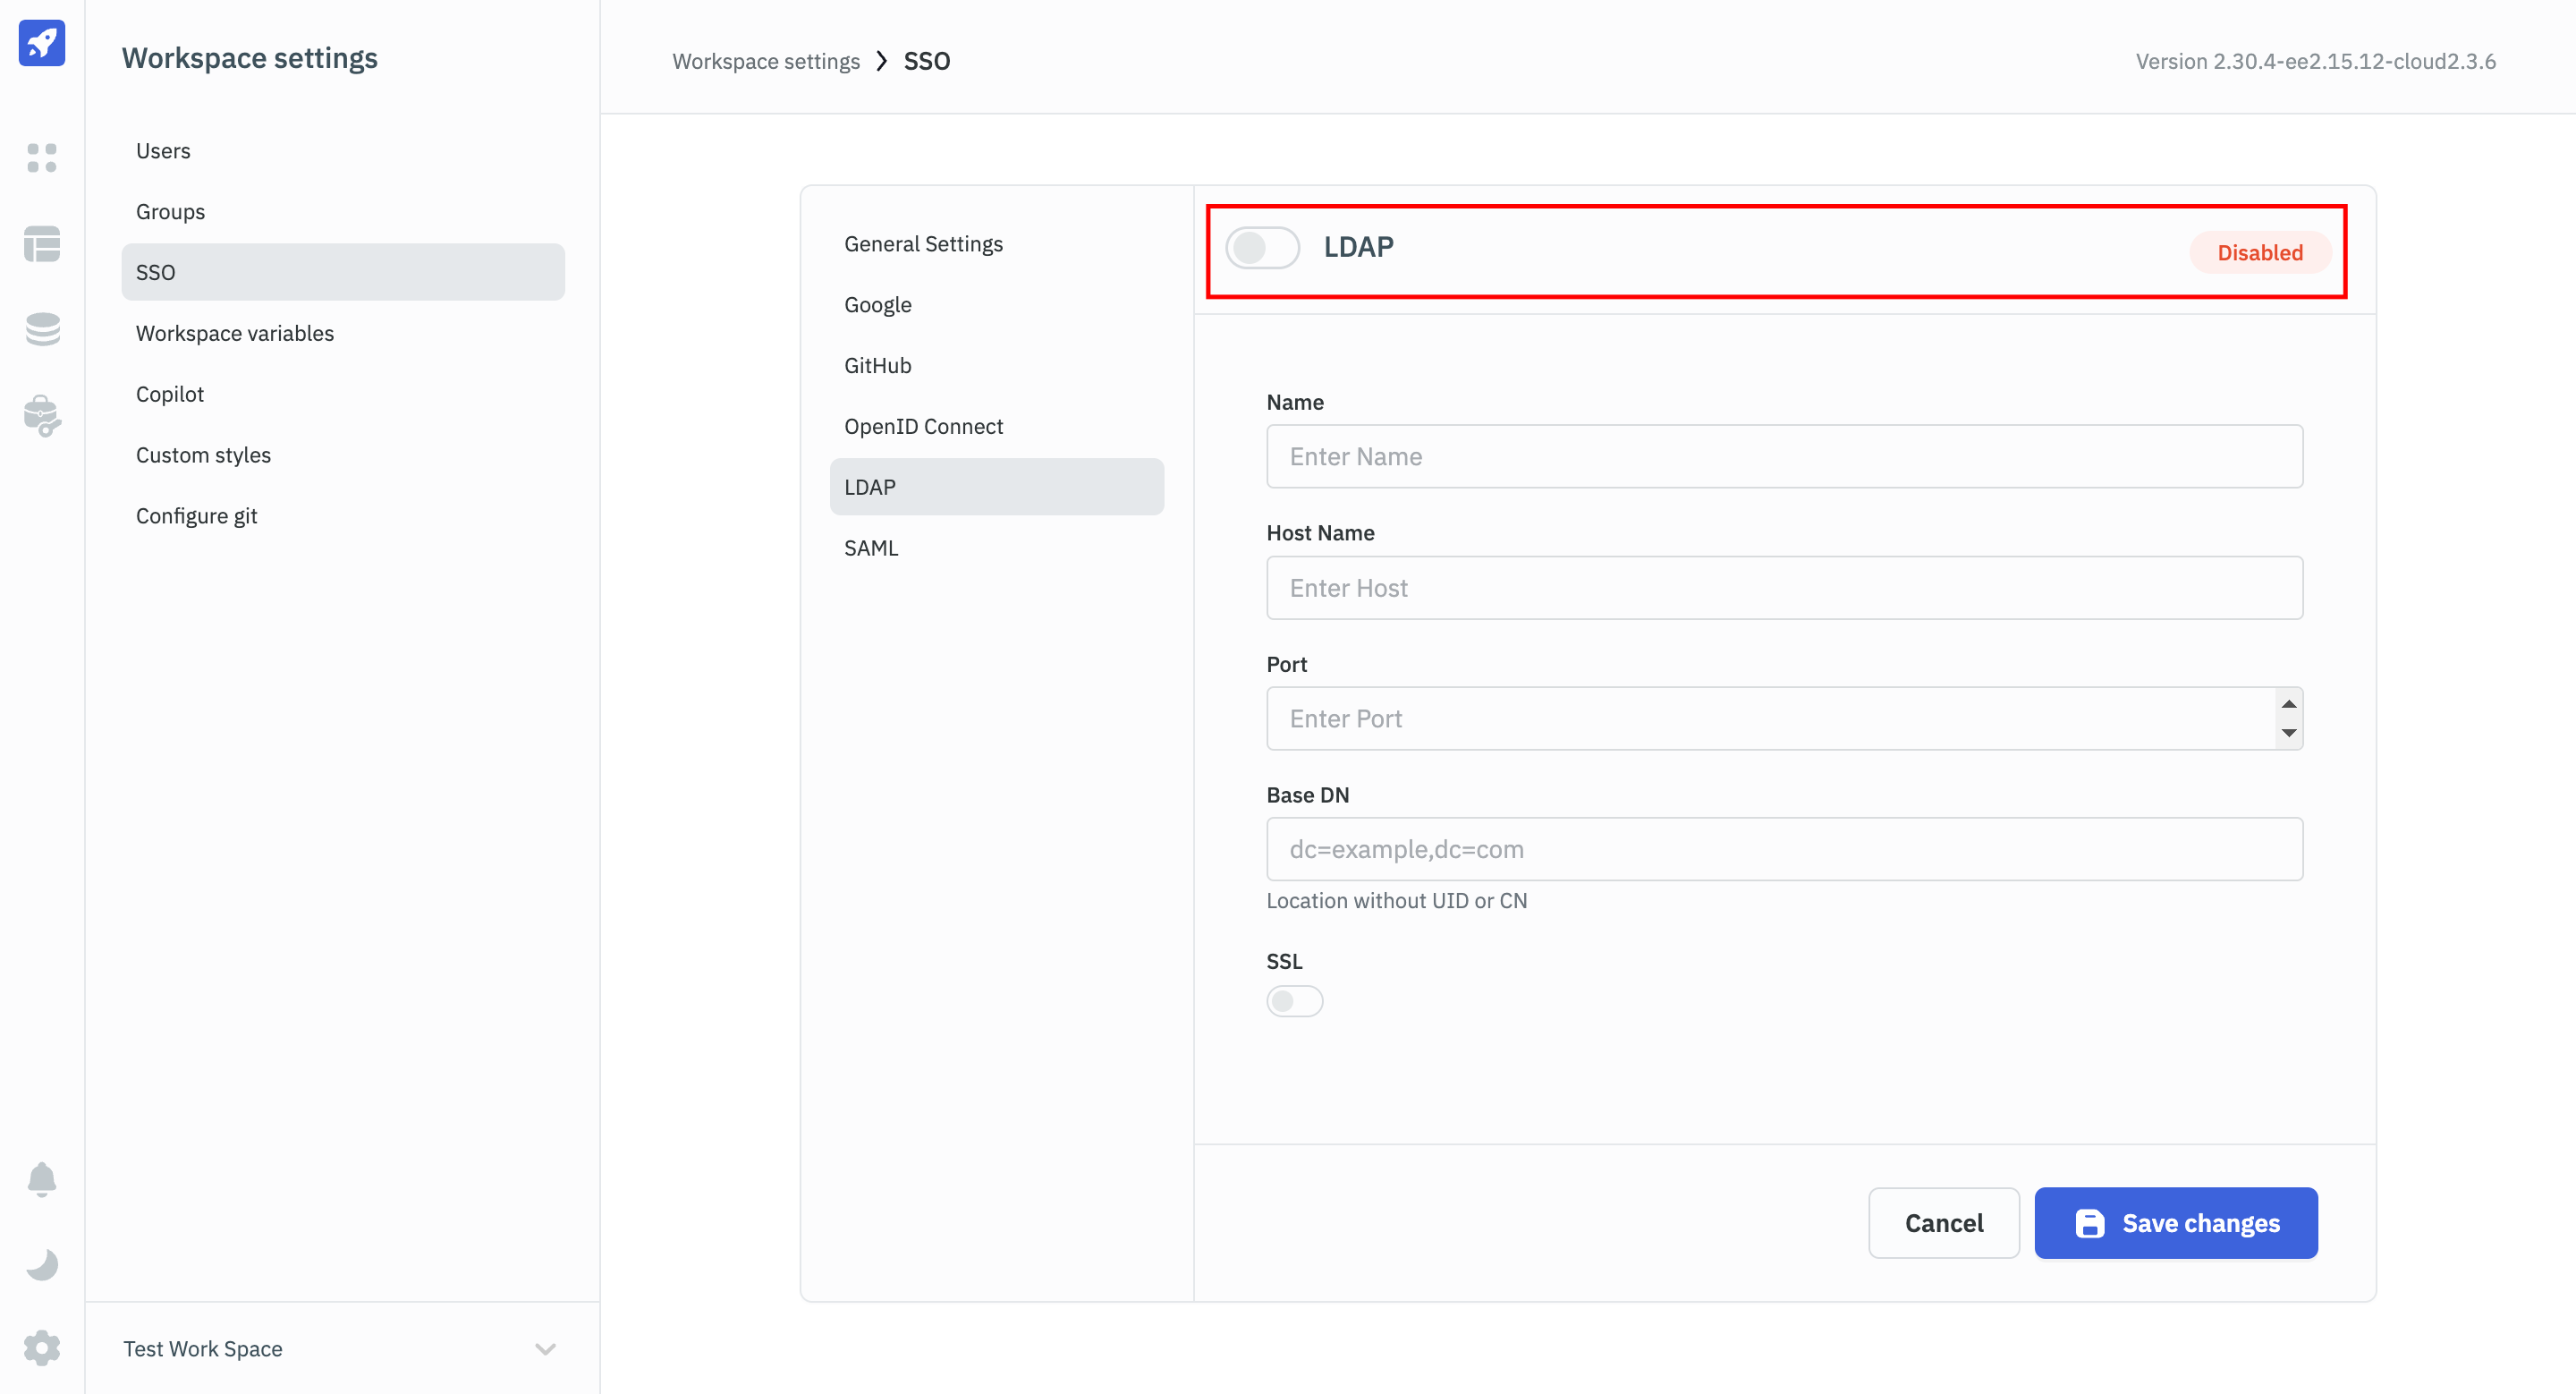 Workspace settings
Users
Groups
SSO
Workspace variables
Copilot
Custom styles
Configure git
Test Work Space
Workspace settings > SSO
Version 2.30.4-ee2.15.12-cloud2.3.6
General Settings
Google
GitHub
OpenID Connect
LDAP
SAML
LDAP
Disabled
Name
Enter Name
Host Name
Enter Host
Port
Enter Port
Base DN
dc=example,dc=com
Location without UID or CN
SSL
Cancel
Save changes